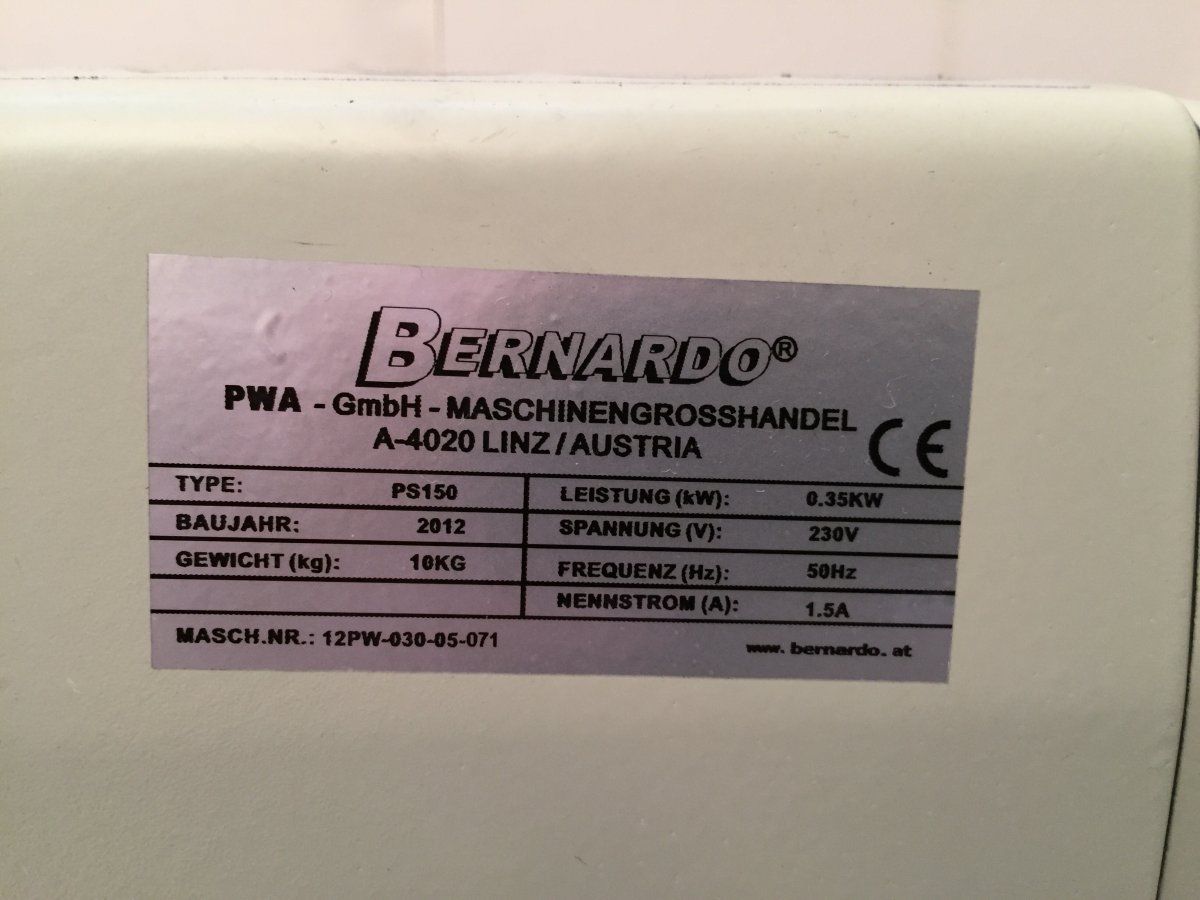 BERNARDO®
PWA - GmbH - MASCHINENGROSSHANDEL
A-4020 LINZ / AUSTRIA
CE
TYPE: PS150
BAUJAHR: 2012
GEWICHT (kg): 10KG
LEISTUNG (kW): 0.35KW
SPANNUNG (V): 230V
FREQUENZ (Hz): 50Hz
NENNSTROM (A): 1.5A
MASCH.NR.: 12PW-030-05-071
www.bernardo.at